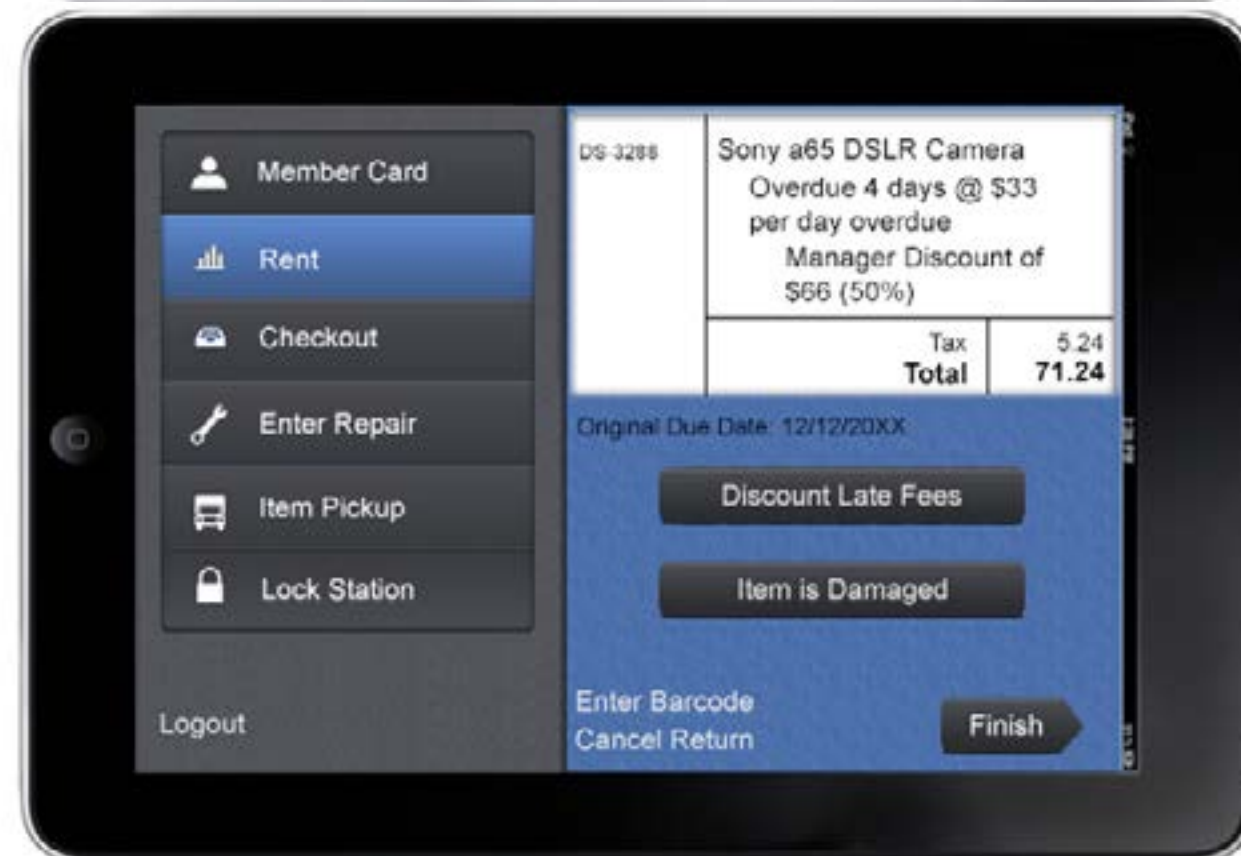 Member Card
Rent
Checkout
Enter Repair
Item Pickup
Lock Station
Logout
DS-3288
Sony a65 DSLR Camera
Overdue 4 days @ $33
per day overdue
Manager Discount of
$66 (50%)
Tax 5.24
Total 71.24
Original Due Date: 12/12/20XX
Discount Late Fees
Item is Damaged
Enter Barcode
Cancel Return
Finish